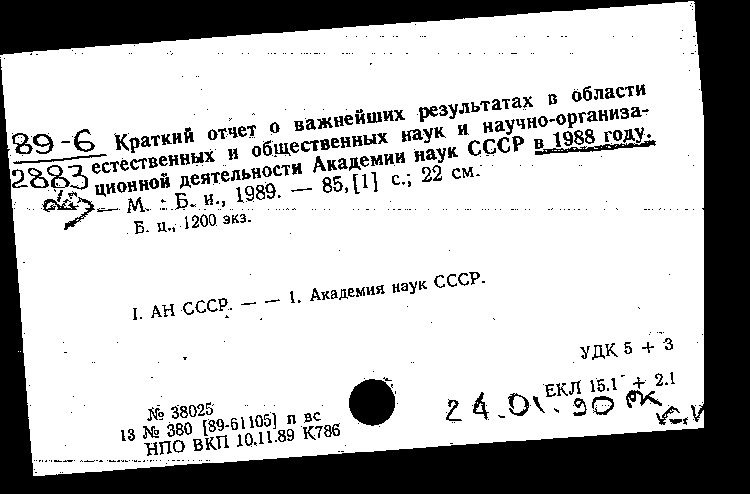 89-6 Краткий отчет о важнейших результатах в области
2883 естественных и общественных наук и научно-организа-
ционной деятельности Академии наук СССР в 1988 году.
— М. : Б. и., 1989. — 85,[1] с.; 22 см.
Б. ц., 1200 экз.
I. АН СССР. — — 1. Академия наук СССР.
УДК 5 + 3
ЕКЛ 15.1 + 2.1
№ 38025
13 № 380 [89-61105] п вс
НПО ВКП 10.11.89 К786
24.01.90